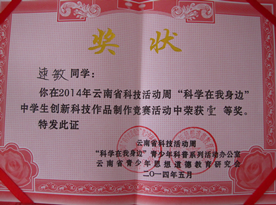 奖状
速敏同学：
你在2014年云南省科技活动周“科学在我身边”
中学生创新科技作品制作竞赛活动中荣获壹等奖。
特发此证
云南省科技活动周
“科学在我身边”青少年科普系列活动办公室
云南省青少年思想道德教育研究会
二〇一四年五月